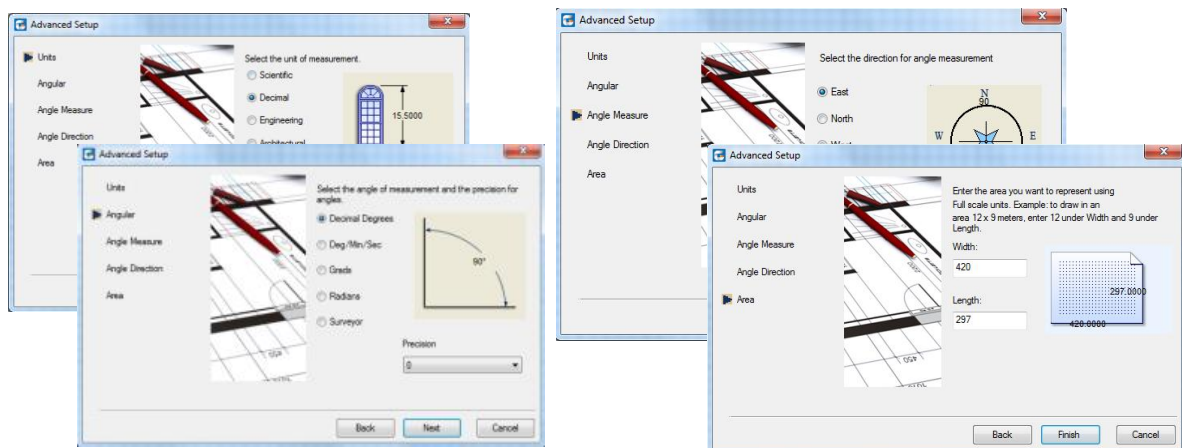 Advanced Setup
Units
Angular
Angle Measure
Angle Direction
Area
Select the unit of measurement.
Scientific
Decimal
Engineering
Architectural
15.5000
Advanced Setup
Units
Angular
Angle Measure
Angle Direction
Area
Select the angle of measurement and the precision for
angles.
Decimal Degrees
Deg/Min/Sec
Grads
Radians
Surveyor
90°
Precision
0
450
Back
Next
Cancel
Advanced Setup
Units
Angular
Angle Measure
Angle Direction
Area
Select the direction for angle measurement
East
North
N
90
W
E
Advanced Setup
Units
Angular
Angle Measure
Angle Direction
Area
Enter the area you want to represent using
Full scale units. Example: to draw in an
area 12 x 9 meters, enter 12 under Width and 9 under
Length.
Width:
420
Length:
297
297.0000
420.0000
450
Back
Finish
Cancel